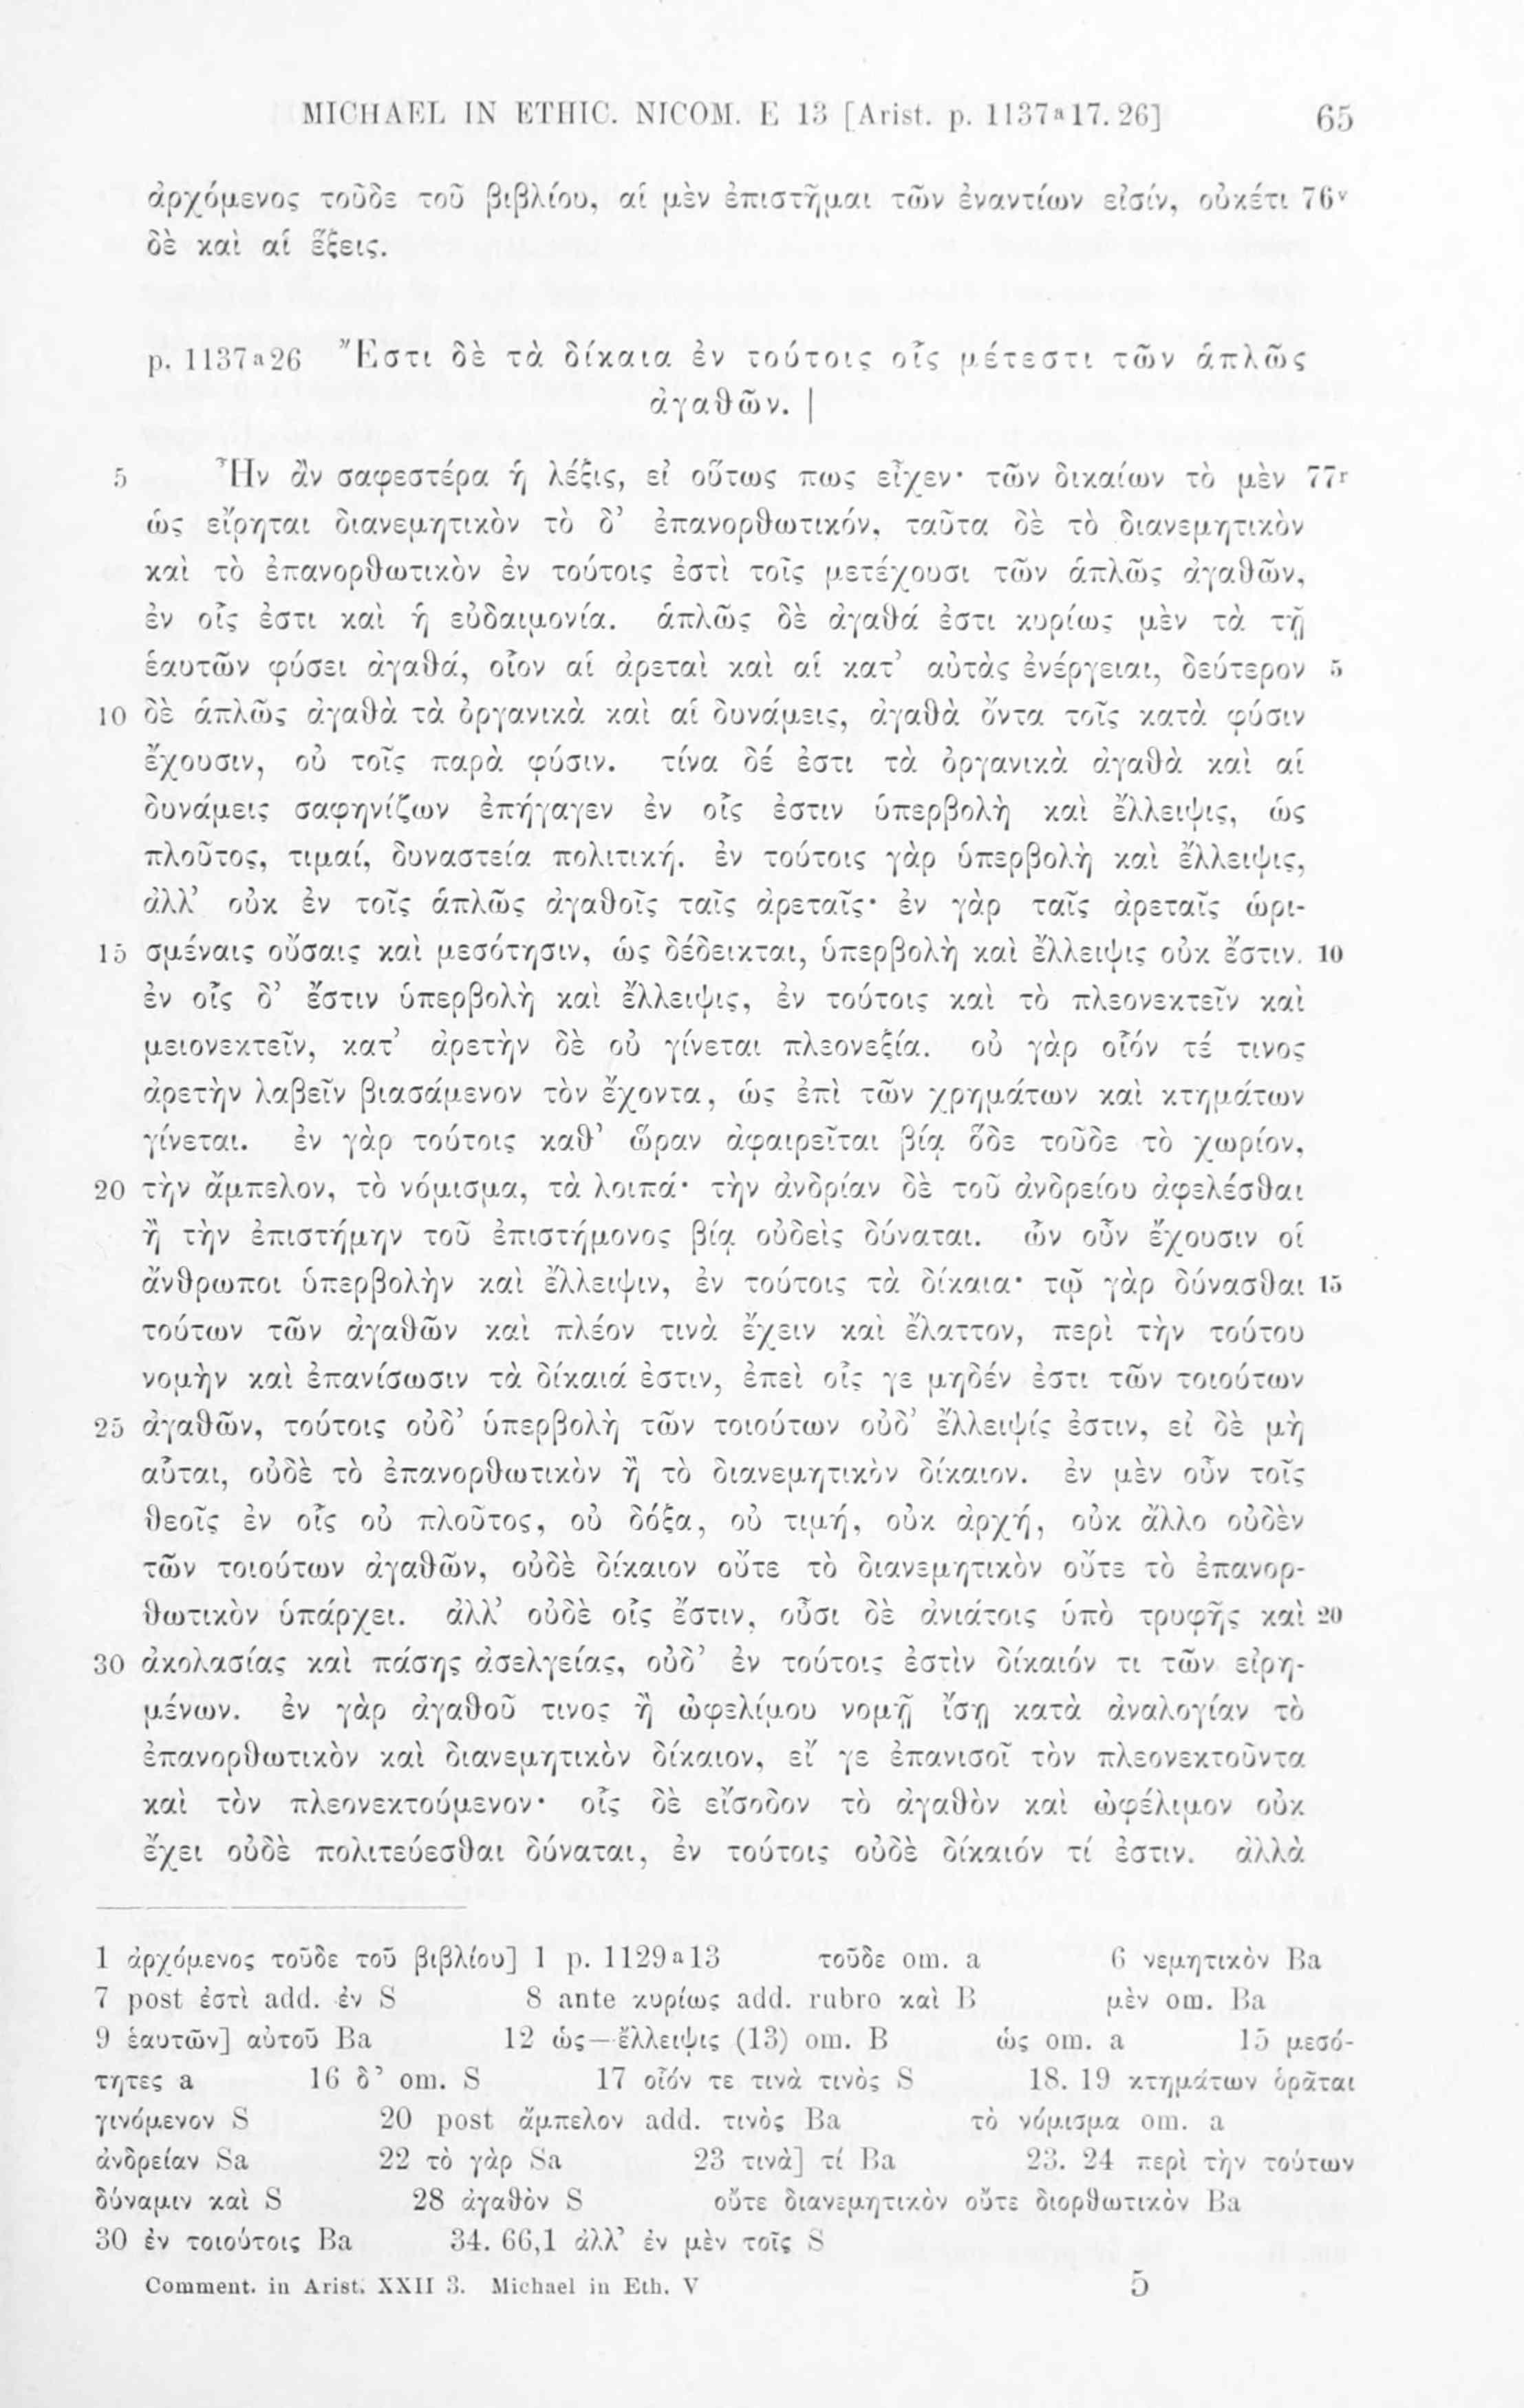 MICHAEL IN ETHIC. NICOM. E 13 [Arist. p. 1137ᵃ17. 26] 65
ἀρχόμενος τοῦδε τοῦ βιβλίου, αἱ μὲν ἐπιστῆμαι τῶν ἐναντίων εἰσίν, οὐκέτι 76ᵛ
δὲ καὶ αἱ ἕξεις.
p. 1137ᵃ26 Ἔστι δὲ τὰ δίκαια ἐν τούτοις οἷς μέτεστι τῶν ἁπλῶς
ἀγαθῶν. |
5 Ἦν ἂν σαφεστέρα ἡ λέξις, εἰ οὕτως πως εἶχεν· τῶν δικαίων τὸ μὲν 77ʳ
ὡς εἴρηται διανεμητικὸν τὸ δ’ ἐπανορθωτικόν, ταῦτα δὲ τὸ διανεμητικὸν
καὶ τὸ ἐπανορθωτικὸν ἐν τούτοις ἐστὶ τοῖς μετέχουσι τῶν ἁπλῶς ἀγαθῶν,
ἐν οἷς ἐστι καὶ ἡ εὐδαιμονία. ἁπλῶς δὲ ἀγαθά ἐστι κυρίως μὲν τὰ τῇ
ἑαυτῶν φύσει ἀγαθά, οἷον αἱ ἀρεταὶ καὶ αἱ κατ’ αὐτὰς ἐνέργειαι, δεύτερον 5
10 δὲ ἁπλῶς ἀγαθὰ τὰ ὀργανικὰ καὶ αἱ δυνάμεις, ἀγαθὰ ὄντα τοῖς κατὰ φύσιν
ἔχουσιν, οὐ τοῖς παρὰ φύσιν. τίνα δέ ἐστι τὰ ὀργανικὰ ἀγαθὰ καὶ αἱ
δυνάμεις σαφηνίζων ἐπήγαγεν ἐν οἷς ἐστιν ὑπερβολὴ καὶ ἔλλειψις, ὡς
πλοῦτος, τιμαί, δυναστεία πολιτική. ἐν τούτοις γὰρ ὑπερβολὴ καὶ ἔλλειψις,
ἀλλ’ οὐκ ἐν τοῖς ἁπλῶς ἀγαθοῖς ταῖς ἀρεταῖς· ἐν γὰρ ταῖς ἀρεταῖς ὡρι-
15 σμέναις οὔσαις καὶ μεσότησιν, ὡς δέδεικται, ὑπερβολὴ καὶ ἔλλειψις οὐκ ἔστιν. 10
ἐν οἷς δ’ ἔστιν ὑπερβολὴ καὶ ἔλλειψις, ἐν τούτοις καὶ τὸ πλεονεκτεῖν καὶ
μειονεκτεῖν, κατ’ ἀρετὴν δὲ οὐ γίνεται πλεονεξία. οὐ γὰρ οἷόν τέ τινος
ἀρετὴν λαβεῖν βιασάμενον τὸν ἔχοντα, ὡς ἐπὶ τῶν χρημάτων καὶ κτημάτων
γίνεται. ἐν γὰρ τούτοις καθ’ ὥραν ἀφαιρεῖται βίᾳ ὅδε τοῦδε τὸ χωρίον,
20 τὴν ἄμπελον, τὸ νόμισμα, τὰ λοιπά· τὴν ἀνδρίαν δὲ τοῦ ἀνδρείου ἀφελέσθαι
ἢ τὴν ἐπιστήμην τοῦ ἐπιστήμονος βίᾳ οὐδεὶς δύναται. ὧν οὖν ἔχουσιν οἱ
ἄνθρωποι ὑπερβολὴν καὶ ἔλλειψιν, ἐν τούτοις τὰ δίκαια· τῷ γὰρ δύνασθαι 15
τούτων τῶν ἀγαθῶν καὶ πλέον τινὰ ἔχειν καὶ ἔλαττον, περὶ τὴν τούτου
νομὴν καὶ ἐπανίσωσιν τὰ δίκαιά ἐστιν, ἐπεὶ οἷς γε μηδέν ἐστι τῶν τοιούτων
25 ἀγαθῶν, τούτοις οὐδ’ ὑπερβολὴ τῶν τοιούτων οὐδ’ ἔλλειψίς ἐστιν, εἰ δὲ μὴ
αὗται, οὐδὲ τὸ ἐπανορθωτικὸν ἢ τὸ διανεμητικὸν δίκαιον. ἐν μὲν οὖν τοῖς
θεοῖς ἐν οἷς οὐ πλοῦτος, οὐ δόξα, οὐ τιμή, οὐκ ἀρχή, οὐκ ἄλλο οὐδὲν
τῶν τοιούτων ἀγαθῶν, οὐδὲ δίκαιον οὔτε τὸ διανεμητικὸν οὔτε τὸ ἐπανορ-
θωτικὸν ὑπάρχει. ἀλλ’ οὐδὲ οἷς ἔστιν, οὖσι δὲ ἀνιάτοις ὑπὸ τρυφῆς καὶ 20
30 ἀκολασίας καὶ πάσης ἀσελγείας, οὐδ’ ἐν τούτοις ἐστὶν δίκαιόν τι τῶν εἰρη-
μένων. ἐν γὰρ ἀγαθοῦ τινος ἢ ὠφελίμου νομῇ ἴσῃ κατὰ ἀναλογίαν τὸ
ἐπανορθωτικὸν καὶ διανεμητικὸν δίκαιον, εἴ γε ἐπανισοῖ τὸν πλεονεκτοῦντα
καὶ τὸν πλεονεκτούμενον· οἷς δὲ εἴσοδον τὸ ἀγαθὸν καὶ ὠφέλιμον οὐκ
ἔχει οὐδὲ πολιτεύεσθαι δύναται, ἐν τούτοις οὐδὲ δίκαιόν τί ἐστιν. ἀλλὰ
1 ἀρχόμενος τοῦδε τοῦ βιβλίου] 1 p. 1129ᵃ13 τοῦδε om. a 6 νεμητικὸν Ba
7 post ἐστὶ add. ἐν S 8 ante κυρίως add. rubro καὶ B μὲν om. Ba
9 ἑαυτῶν] αὐτοῦ Ba 12 ὡς—ἔλλειψις (13) om. B ὡς om. a 15 μεσό-
τητες a 16 δ’ om. S 17 οἷόν τε τινὰ τινὸς S 18. 19 κτημάτων ὁρᾶται
γινόμενον S 20 post ἄμπελον add. τινὸς Ba τὸ νόμισμα om. a
ἀνδρείαν Sa 22 τὸ γὰρ Sa 23 τινὰ] τί Ba 23. 24 περὶ τὴν τούτων
δύναμιν καὶ S 28 ἀγαθὸν S οὔτε διανεμητικὸν οὔτε διορθωτικὸν Ba
30 ἐν τοιούτοις Ba 34. 66,1 ἀλλ’ ἐν μὲν τοῖς S
Comment. in Arist. XXII 3. Michael in Eth. V 5